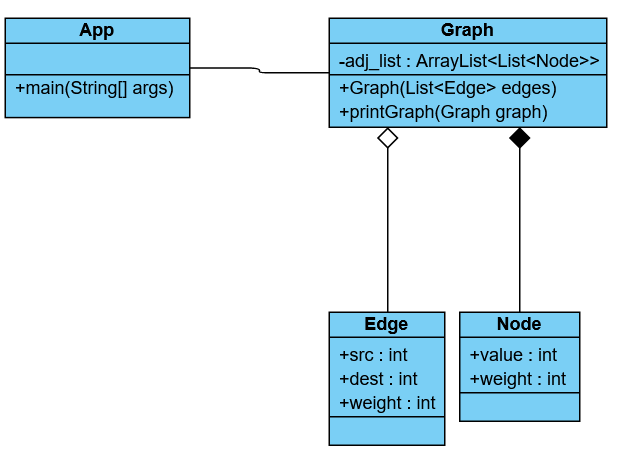 App
+main(String[] args)
Graph
-adj_list : ArrayList<List<Node>>
+Graph(List<Edge> edges)
+printGraph(Graph graph)
Edge
+src : int
+dest : int
+weight : int
Node
+value : int
+weight : int